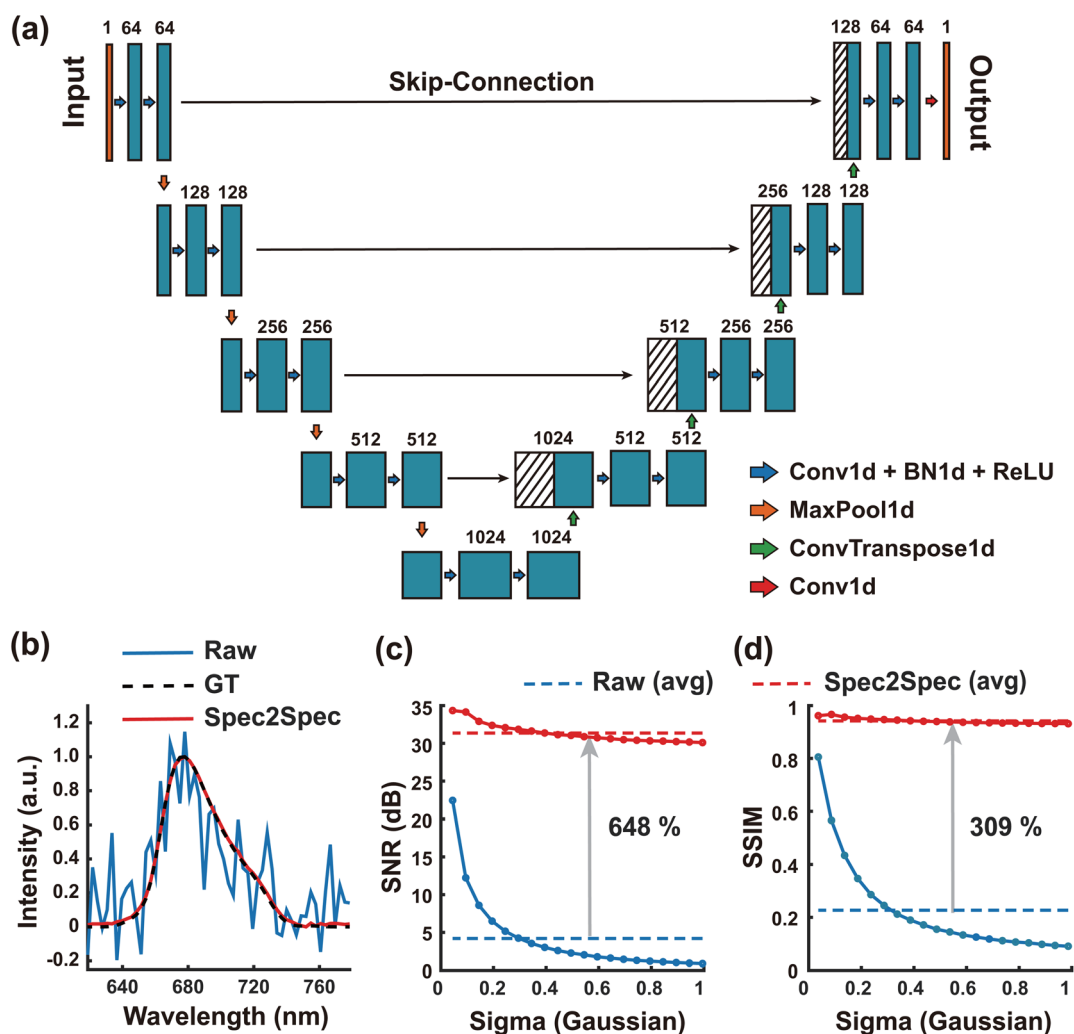 (a)
1 64 64
128 64 64 1
Input
Skip-Connection
Output
128 128
256 128 128
256 256
512 256 256
512 512
1024 512 512
1024 1024
Conv1d + BN1d + ReLU
MaxPool1d
ConvTranspose1d
Conv1d
(b)
Raw
GT
Spec2Spec
Intensity (a.u.)
1.2
1.0
0.8
0.6
0.4
0.2
0
-0.2
640 680 720 760
Wavelength (nm)
(c)
Raw (avg)
SNR (dB)
35
30
25
20
15
10
5
0
648 %
0 0.2 0.4 0.6 0.8 1
Sigma (Gaussian)
(d)
Spec2Spec (avg)
SSIM
1
0.8
0.6
0.4
0.2
0
309 %
0 0.2 0.4 0.6 0.8 1
Sigma (Gaussian)